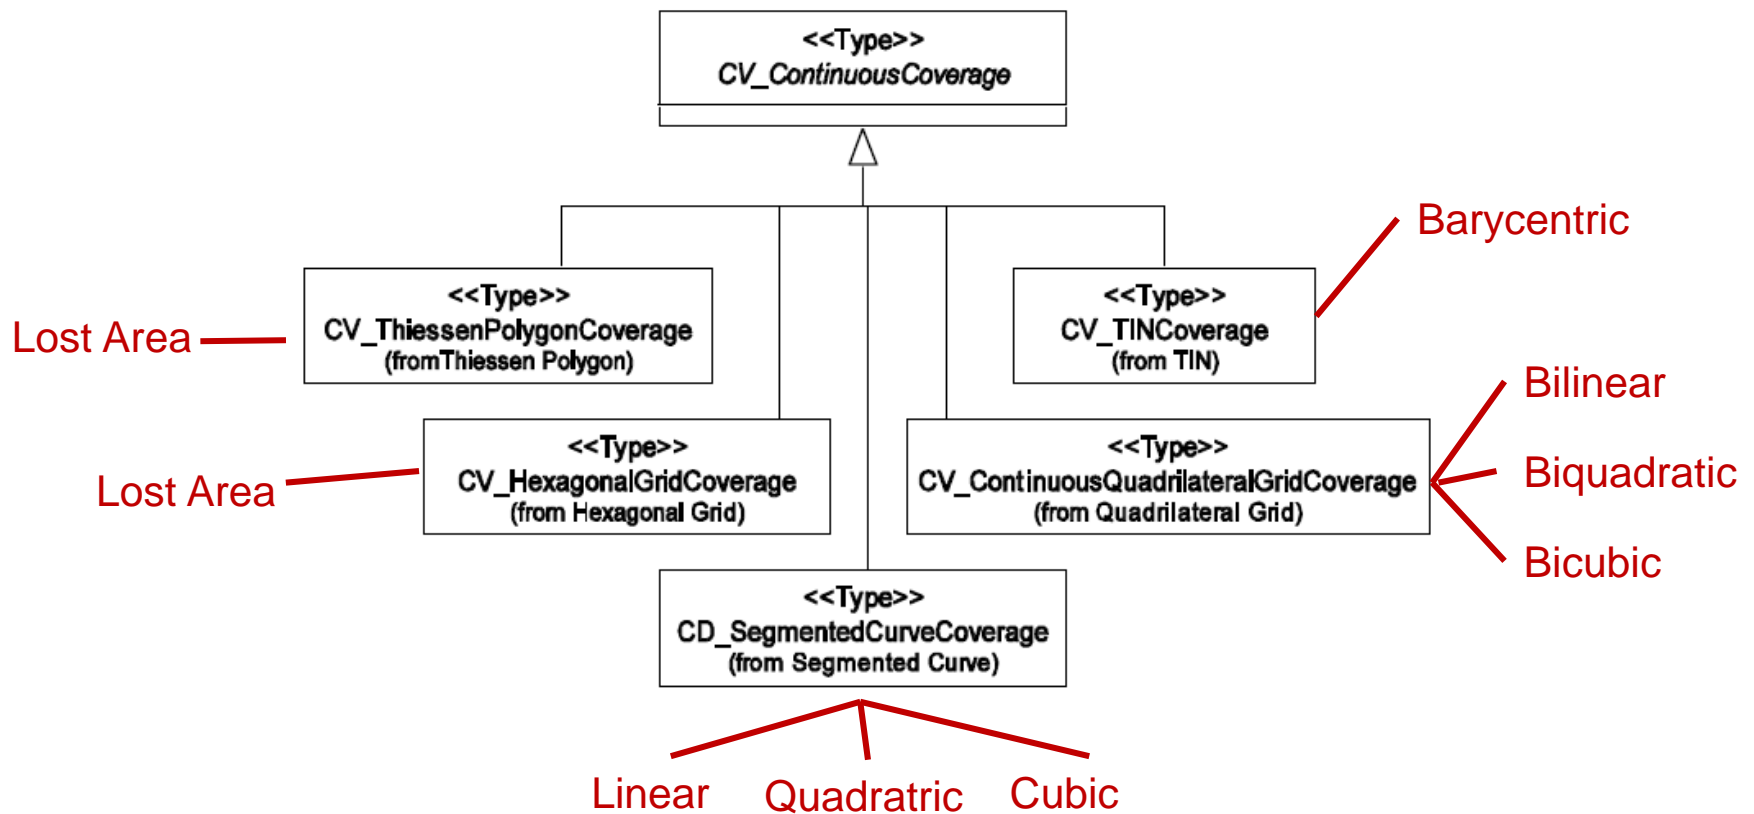 <<Type>>
CV_ContinuousCoverage
Barycentric
<<Type>>
CV_ThiessenPolygonCoverage
(fromThiessen Polygon)
<<Type>>
CV_TINCoverage
(from TIN)
Lost Area
Bilinear
<<Type>>
CV_HexagonalGridCoverage
(from Hexagonal Grid)
<<Type>>
CV_ContinuousQuadrilateralGridCoverage
(from Quadrilateral Grid)
Biquadratic
Lost Area
Bicubic
<<Type>>
CD_SegmentedCurveCoverage
(from Segmented Curve)
Linear
Quadratric
Cubic